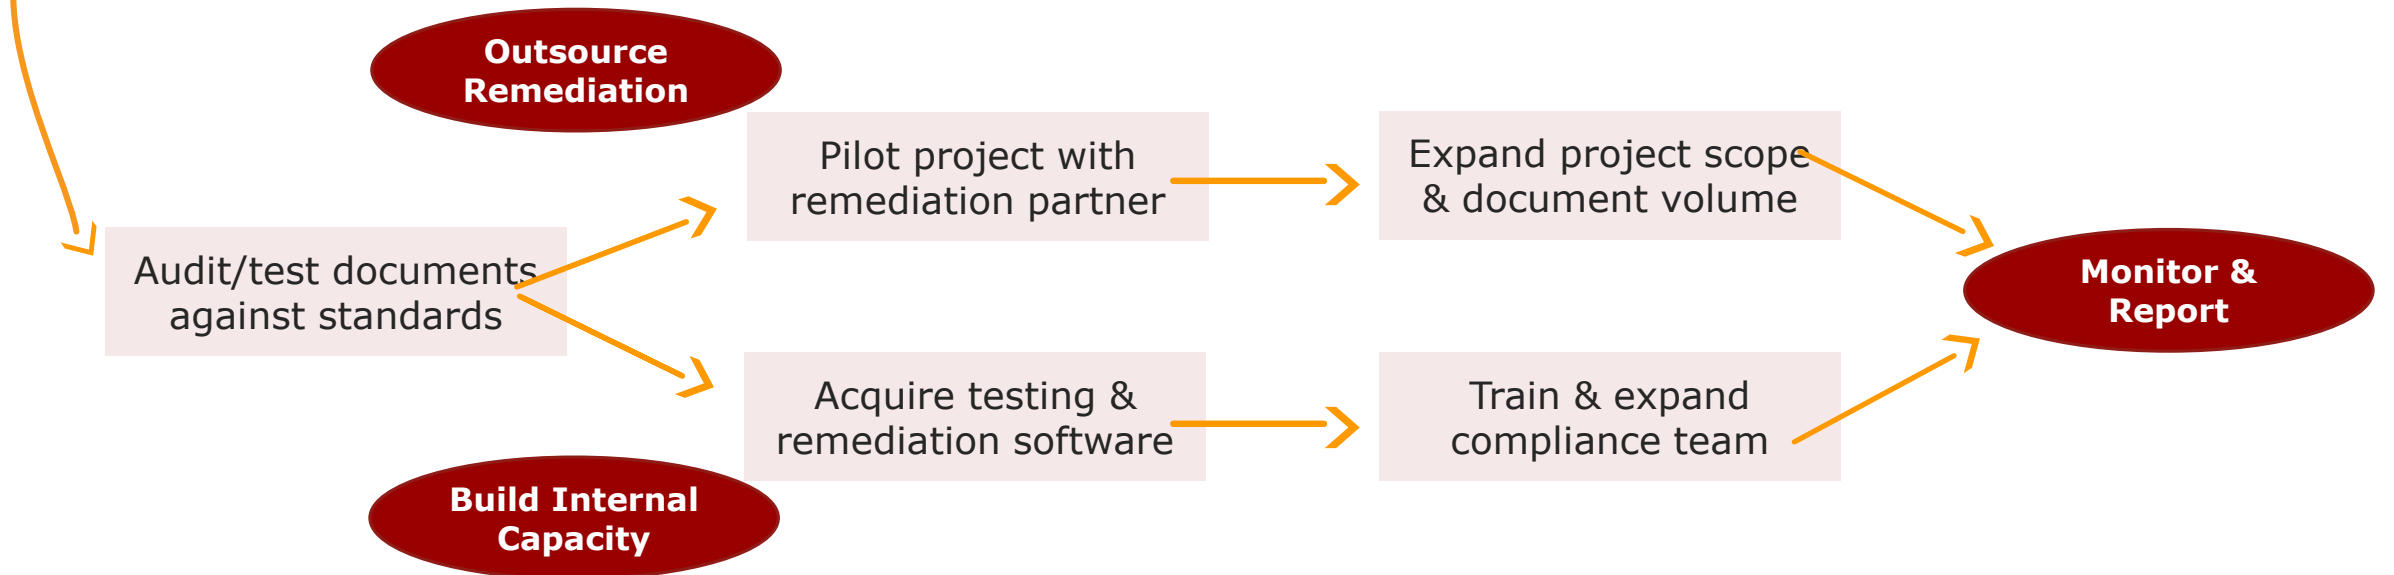 Outsource
Remediation
Pilot project with
remediation partner
Expand project scope
& document volume
Audit/test documents
against standards
Monitor &
Report
Acquire testing &
remediation software
Train & expand
compliance team
Build Internal
Capacity